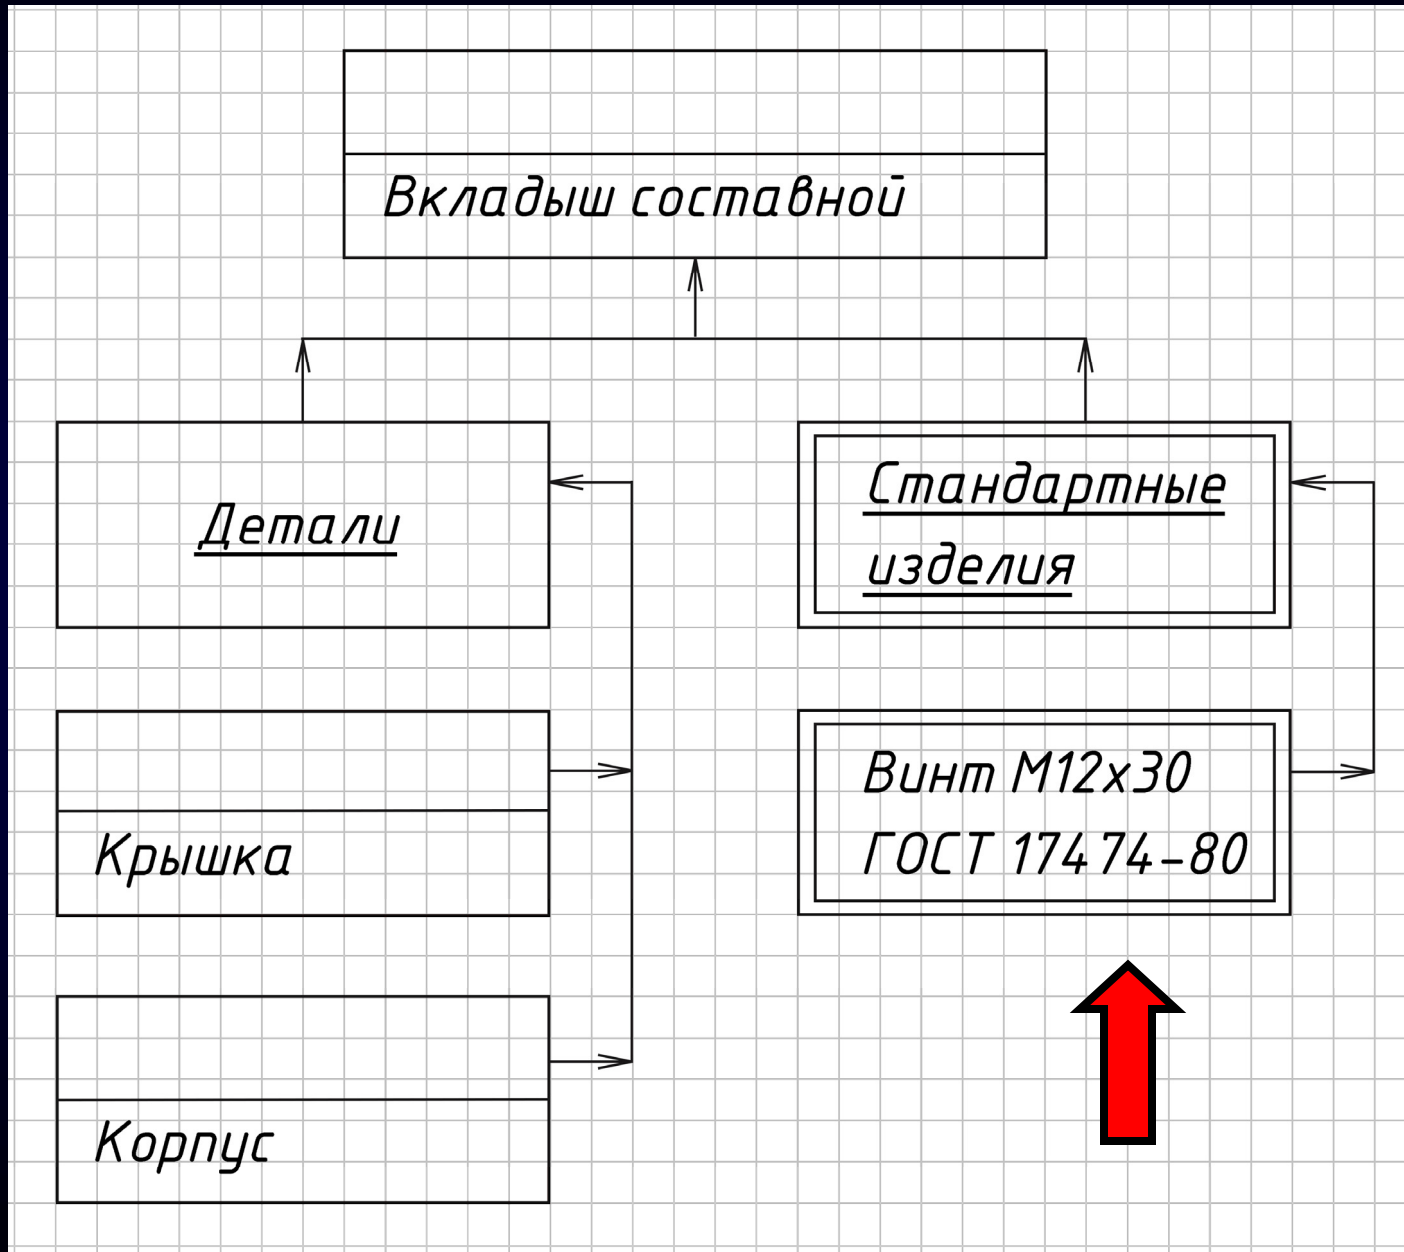 Вкладыш составной
Детали
Стандартные
изделия
Крышка
Винт М12х30
ГОСТ 17474-80
Корпус